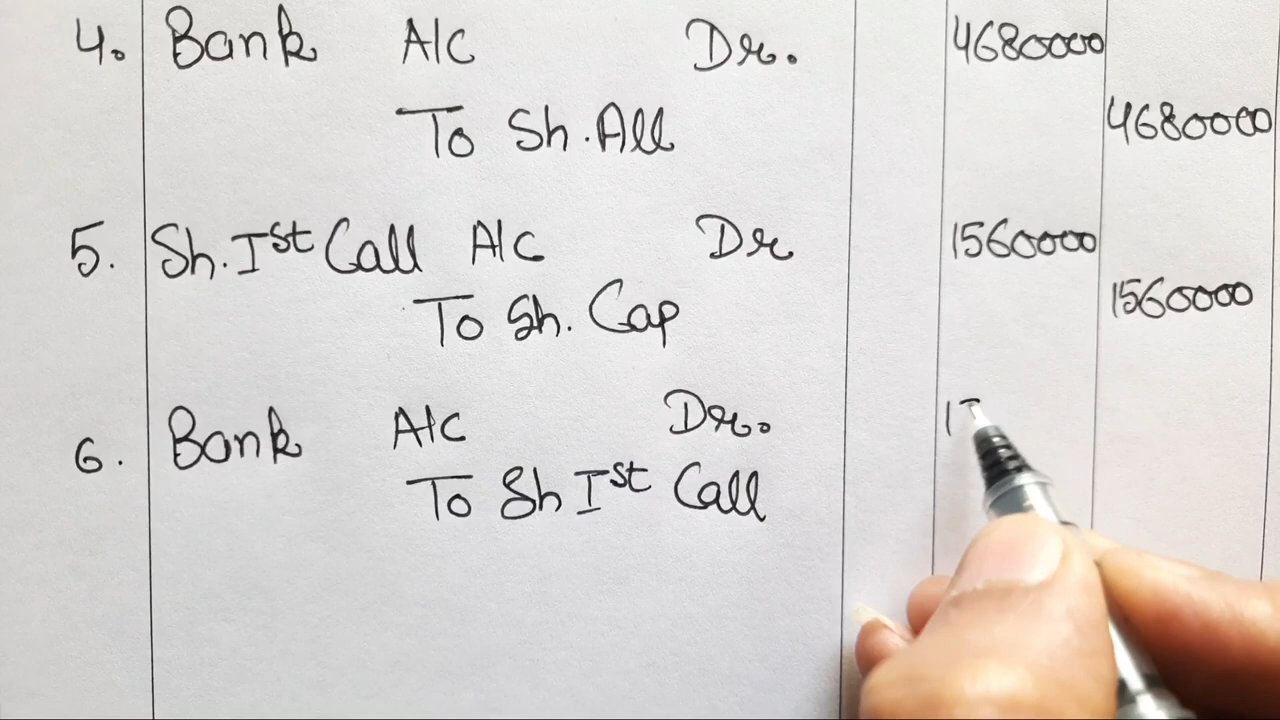 4. Bank A/C Dr. 4680000
To Sh. All 4680000
5. Sh. Ist Call A/C Dr 1560000
To Sh. Cap 1560000
6. Bank A/C Dr. 1
To Sh Ist Call